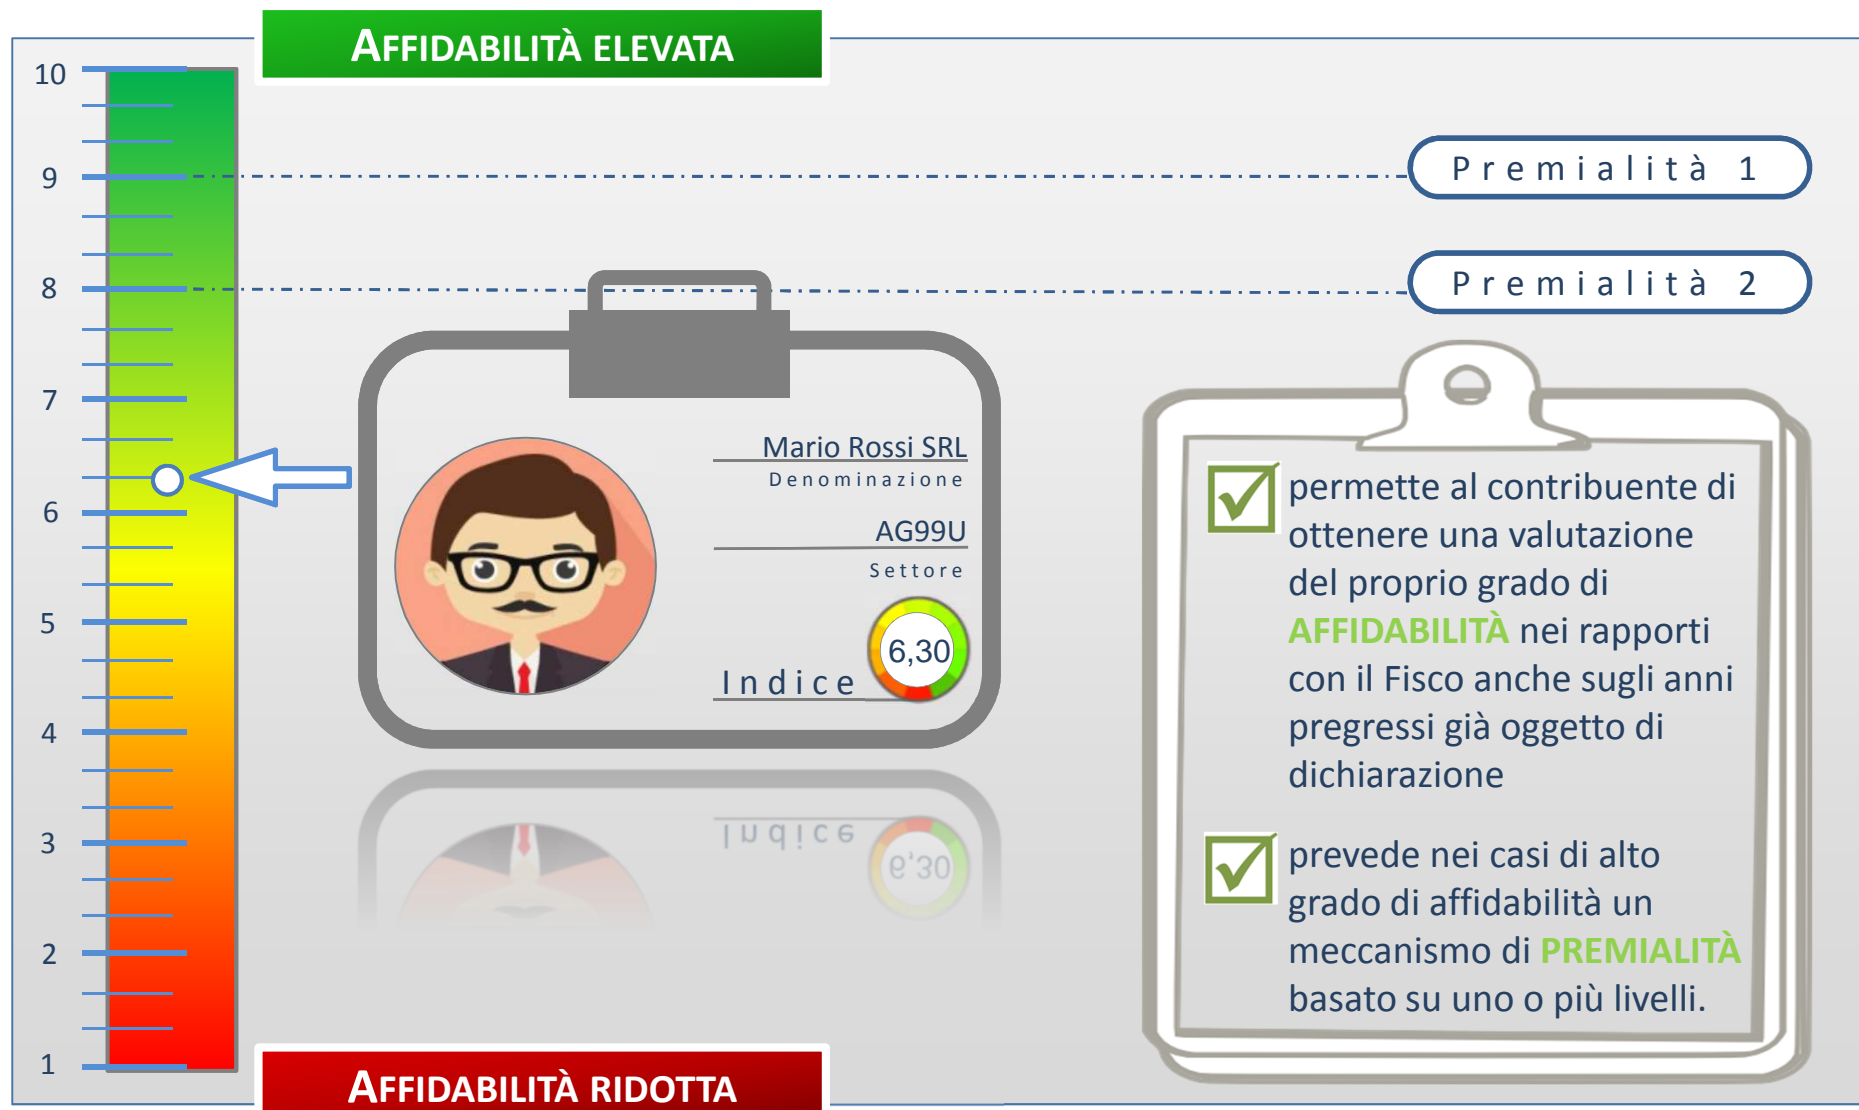 AFFIDABILITÀ ELEVATA
10
9
8
7
6
5
4
3
2
1
Premialità 1
Premialità 2
Mario Rossi SRL
Denominazione
AG99U
Settore
6,30
Indice
Indice
6,30
permette al contribuente di
ottenere una valutazione
del proprio grado di
AFFIDABILITÀ nei rapporti
con il Fisco anche sugli anni
pregressi già oggetto di
dichiarazione
prevede nei casi di alto
grado di affidabilità un
meccanismo di PREMIALITÀ
basato su uno o più livelli.
AFFIDABILITÀ RIDOTTA